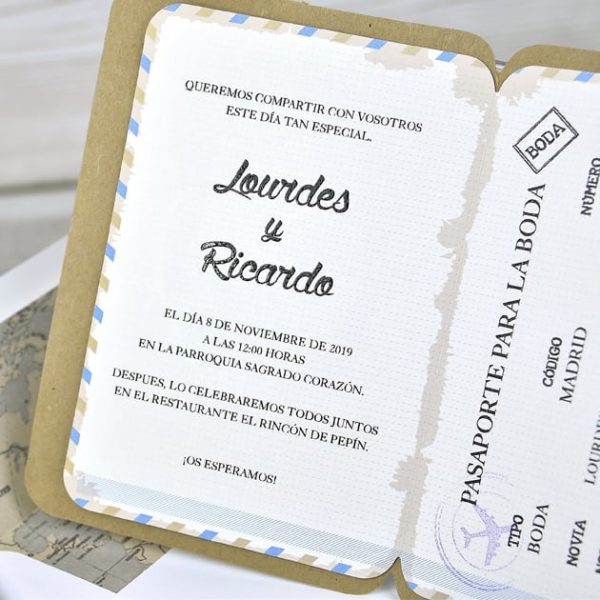 QUEREMOS COMPARTIR CON VOSOTROS
ESTE DÍA TAN ESPECIAL.
Lourdes
y
Ricardo
EL DÍA 8 DE NOVIEMBRE DE 2019
A LAS 12:00 HORAS
EN LA PARROQUIA SAGRADO CORAZÓN.
DESPUES, LO CELEBRAREMOS TODOS JUNTOS
EN EL RESTAURANTE EL RINCÓN DE PEPÍN.
¡OS ESPERAMOS!
PASAPORTE PARA LA BODA
BODA
TIPO
BODA
CÓDIGO
MADRID
NÚMERO
NOVIA